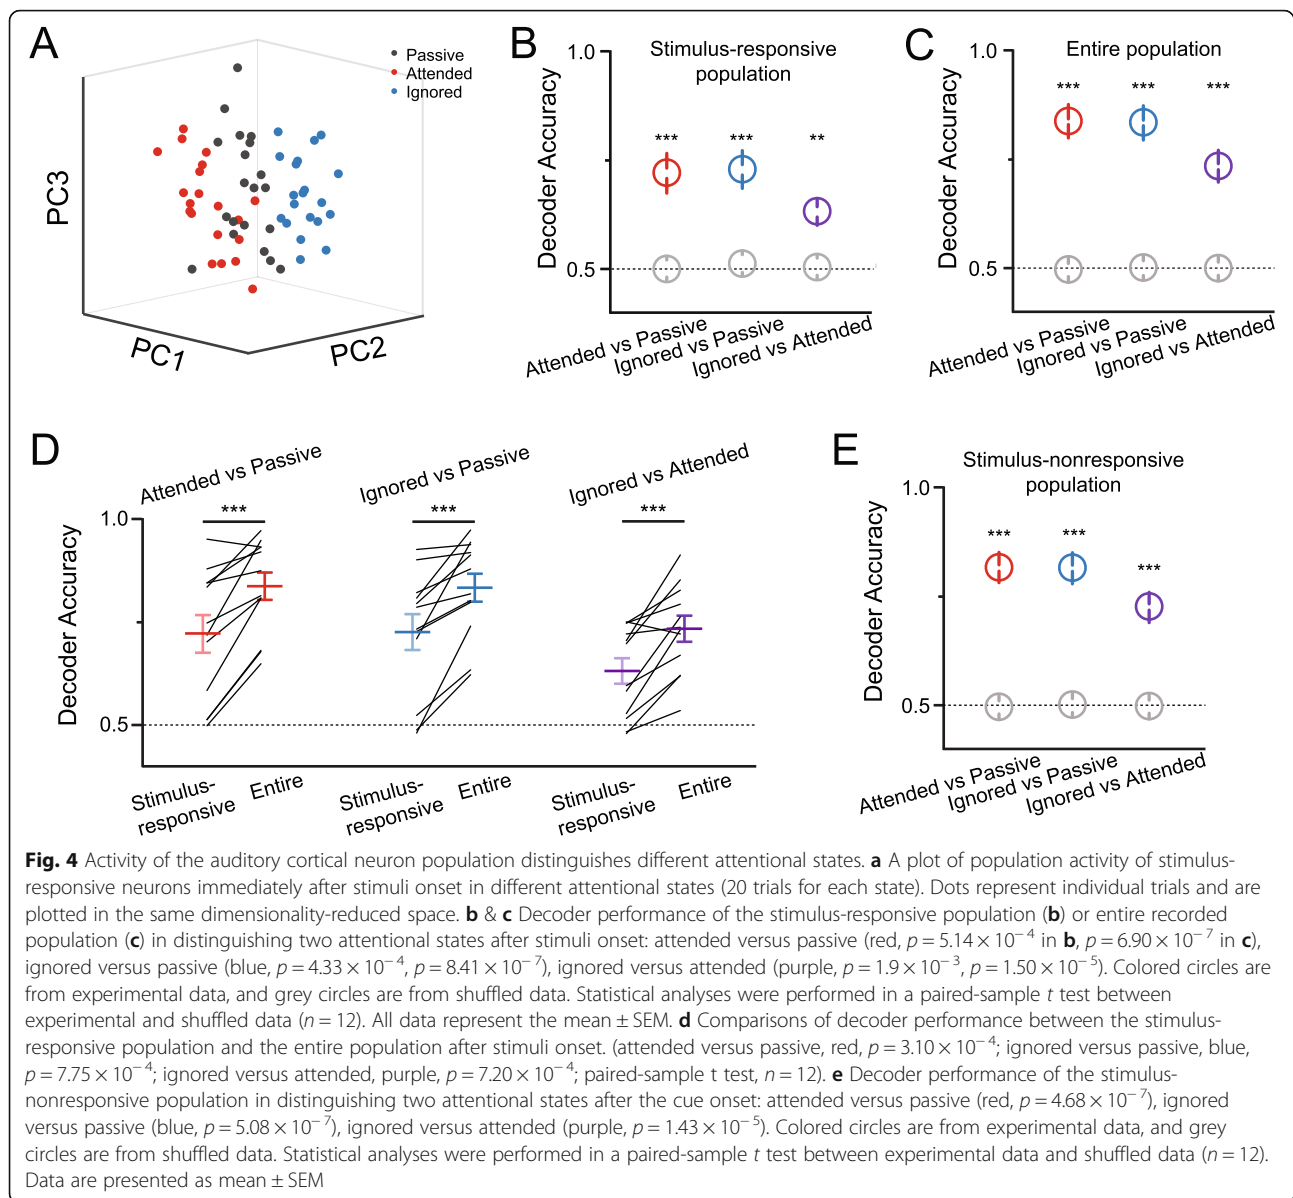 A
Passive
Attended
Ignored
PC3
PC1
PC2
B
Stimulus-responsive
population
1.0
0.5
Decoder Accuracy
***
***
**
Attended vs Passive
Ignored vs Passive
Ignored vs Attended
C
Entire population
1.0
0.5
Decoder Accuracy
***
***
***
Attended vs Passive
Ignored vs Passive
Ignored vs Attended
D
Attended vs Passive
Ignored vs Passive
Ignored vs Attended
***
***
***
1.0
0.5
Decoder Accuracy
Stimulus-
responsive
Entire
Stimulus-
responsive
Entire
Stimulus-
responsive
Entire
E
Stimulus-nonresponsive
population
1.0
0.5
Decoder Accuracy
***
***
***
Attended vs Passive
Ignored vs Passive
Ignored vs Attended
Fig. 4 Activity of the auditory cortical neuron population distinguishes different attentional states. a A plot of population activity of stimulus-
responsive neurons immediately after stimuli onset in different attentional states (20 trials for each state). Dots represent individual trials and are
plotted in the same dimensionality-reduced space. b & c Decoder performance of the stimulus-responsive population (b) or entire recorded
population (c) in distinguishing two attentional states after stimuli onset: attended versus passive (red, p = 5.14 × 10⁻⁴ in b, p = 6.90 × 10⁻⁷ in c),
ignored versus passive (blue, p = 4.33 × 10⁻⁴, p = 8.41 × 10⁻⁷), ignored versus attended (purple, p = 1.9 × 10⁻³, p = 1.50 × 10⁻⁵). Colored circles are
from experimental data, and grey circles are from shuffled data. Statistical analyses were performed in a paired-sample t test between
experimental and shuffled data (n = 12). All data represent the mean ± SEM. d Comparisons of decoder performance between the stimulus-
responsive population and the entire population after stimuli onset. (attended versus passive, red, p = 3.10 × 10⁻⁴; ignored versus passive, blue,
p = 7.75 × 10⁻⁴; ignored versus attended, purple, p = 7.20 × 10⁻⁴; paired-sample t test, n = 12). e Decoder performance of the stimulus-
nonresponsive population in distinguishing two attentional states after the cue onset: attended versus passive (red, p = 4.68 × 10⁻⁷), ignored
versus passive (blue, p = 5.08 × 10⁻⁷), ignored versus attended (purple, p = 1.43 × 10⁻⁵). Colored circles are from experimental data, and grey
circles are from shuffled data. Statistical analyses were performed in a paired-sample t test between experimental data and shuffled data (n = 12).
Data are presented as mean ± SEM